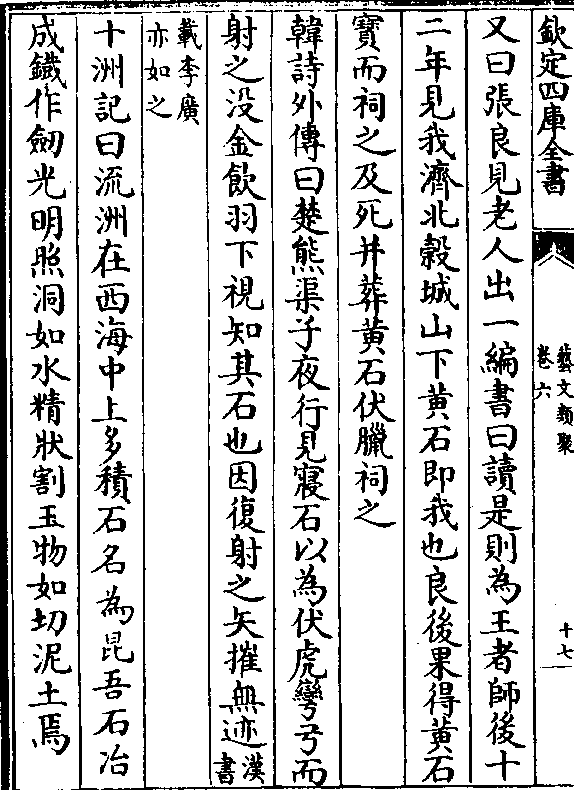 欽定四庫全書
藝文類聚
卷六
十七
又曰張良見老人出一編書曰讀是則為王者師後十
二年見我濟北穀城山下黄石即我也良後果得黄石
寳而祠之及死并葬黄石伏臘祠之
韓詩外傳曰楚熊渠子夜行見寢石以為伏虎彎弓而
射之没金飲羽下視知其石也因復射之矢摧無迹漢書
載李廣亦如之
十洲記曰流洲在西海中上多積石名為昆吾石冶
成鐵作劒光明照洞如水精狀割玉物如切泥土焉